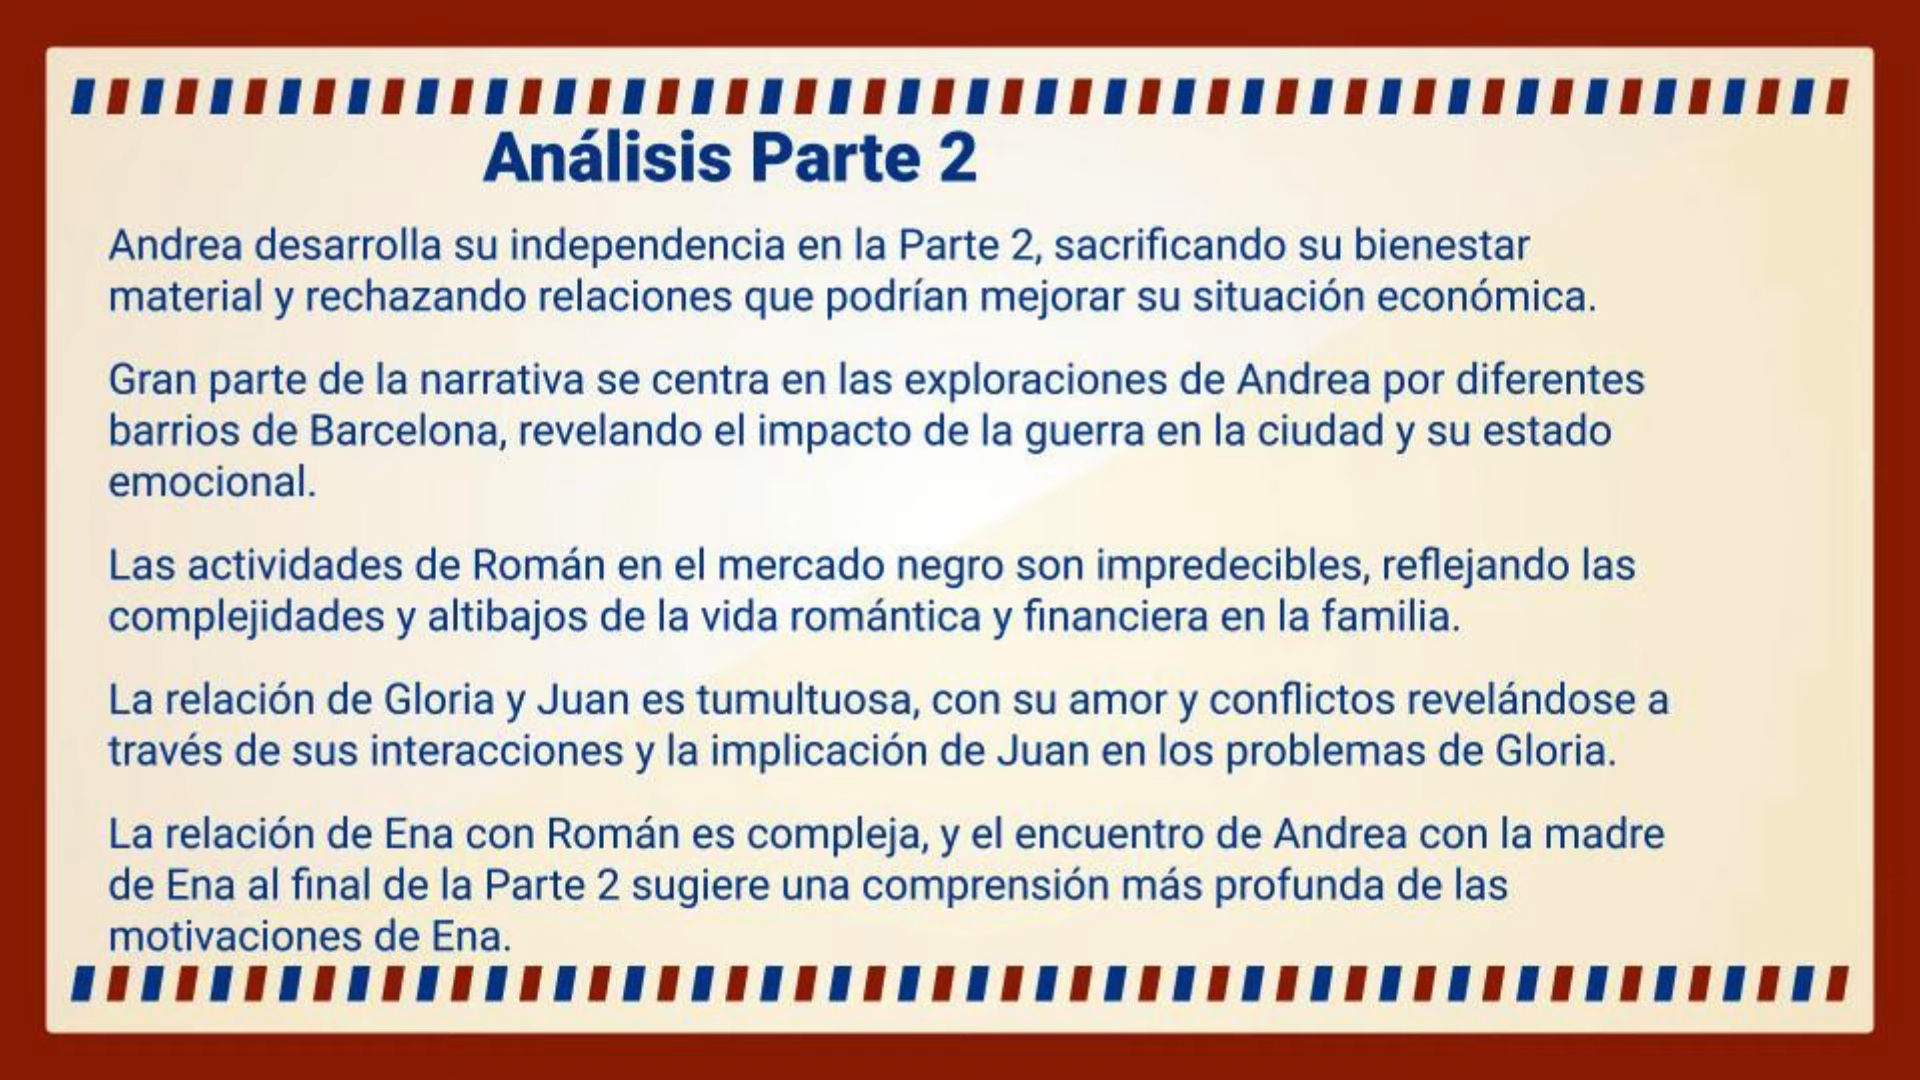 Análisis Parte 2
Andrea desarrolla su independencia en la Parte 2, sacrificando su bienestar
material y rechazando relaciones que podrían mejorar su situación económica.
Gran parte de la narrativa se centra en las exploraciones de Andrea por diferentes
barrios de Barcelona, revelando el impacto de la guerra en la ciudad y su estado
emocional.
Las actividades de Román en el mercado negro son impredecibles, reflejando las
complejidades y altibajos de la vida romántica y financiera en la familia.
La relación de Gloria y Juan es tumultuosa, con su amor y conflictos revelándose a
través de sus interacciones y la implicación de Juan en los problemas de Gloria.
La relación de Ena con Román es compleja, y el encuentro de Andrea con la madre
de Ena al final de la Parte 2 sugiere una comprensión más profunda de las
motivaciones de Ena.